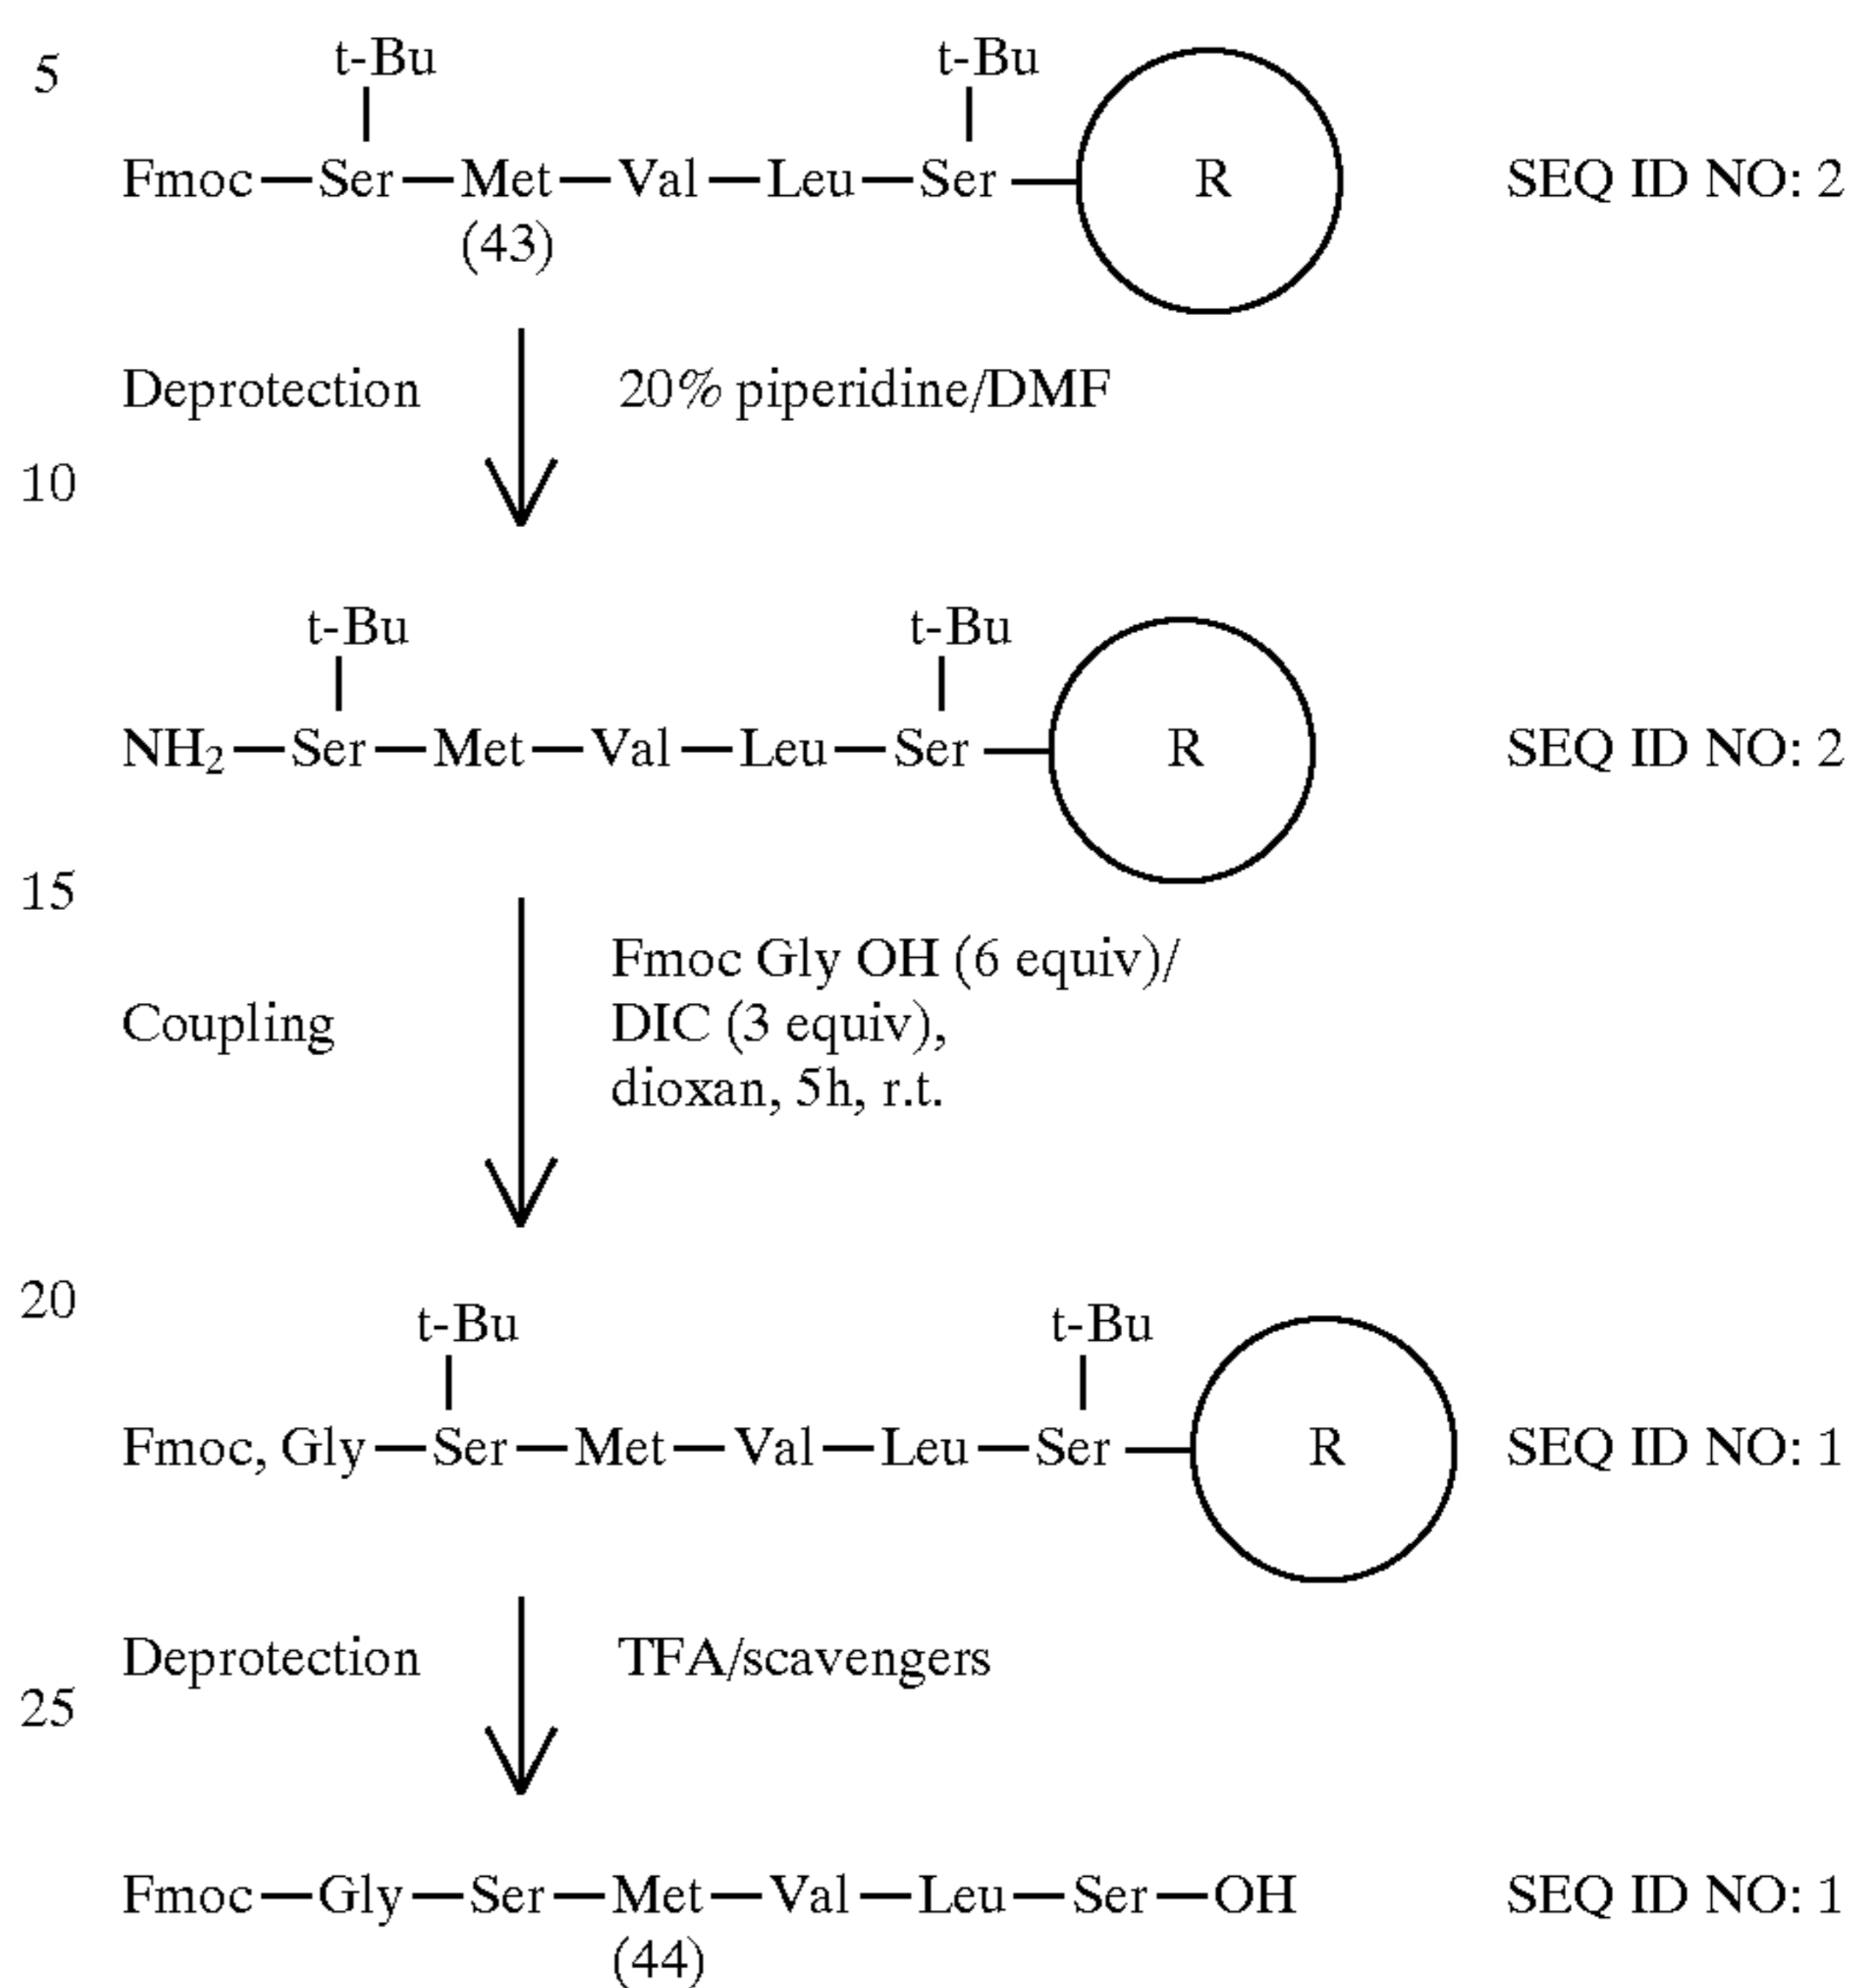 5
t-Bu t-Bu
Fmoc—Ser—Met—Val—Leu—Ser— R SEQ ID NO: 2
(43)
Deprotection 20% piperidine/DMF
10
t-Bu t-Bu
NH2—Ser—Met—Val—Leu—Ser— R SEQ ID NO: 2
15
Fmoc Gly OH (6 equiv)/
Coupling DIC (3 equiv),
dioxan, 5h, r.t.
20
t-Bu t-Bu
Fmoc, Gly—Ser—Met—Val—Leu—Ser— R SEQ ID NO: 1
Deprotection TFA/scavengers
25
Fmoc—Gly—Ser—Met—Val—Leu—Ser—OH SEQ ID NO: 1
(44)